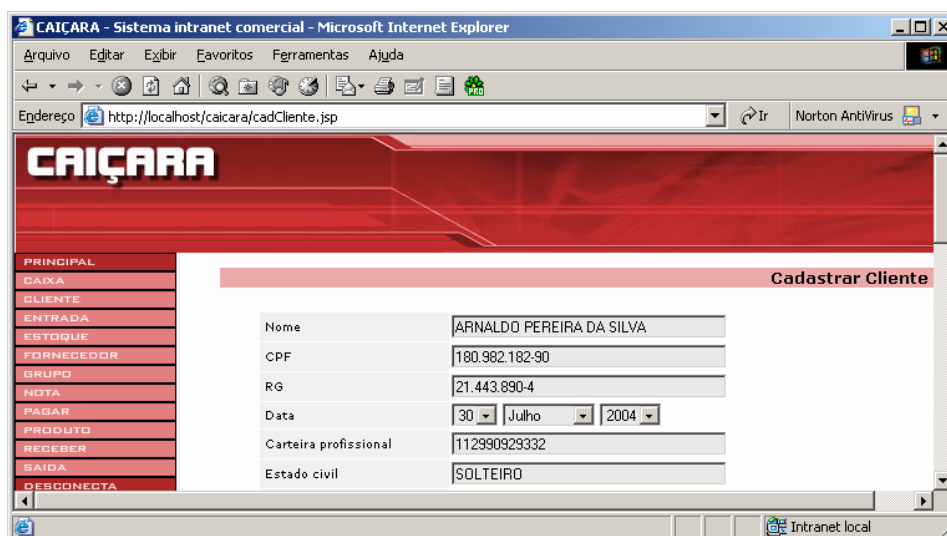 CAIÇARA - Sistema intranet comercial - Microsoft Internet Explorer
Arquivo Editar Exibir Favoritos Ferramentas Ajuda
PRO
Endereço http://localhost/caicara/cadCliente.jsp Ir Norton AntiVirus
CAIÇARA
PRINCIPAL
CAIXA
CLIENTE
ENTRADA
ESTOQUE
FORNECEDOR
GRUPO
NOTA
PAGAR
PRODUTO
RECEBER
SAIDA
DESCONECTA
Cadastrar Cliente
Nome ARNALDO PEREIRA DA SILVA
CPF 180.982.182-90
RG 21.443.890-4
Data 30 Julho 2004
Carteira profissional 112990929332
Estado civil SOLTEIRO
Intranet local